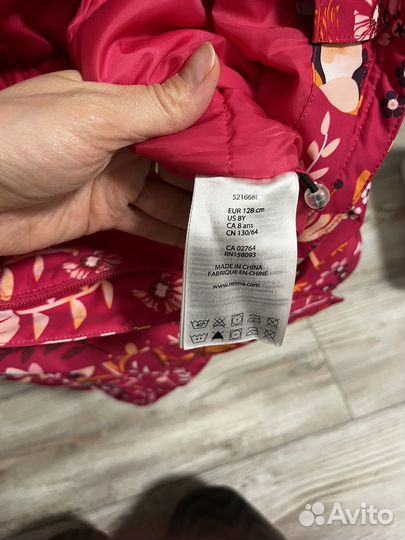 521668I
EUR 128 cm
US 8Y
CA 8 ans
CN 130/64
CA 02764
RN158093
MADE IN CHINA
FABRIQUÉ EN CHINE
www.reima.com
Avito